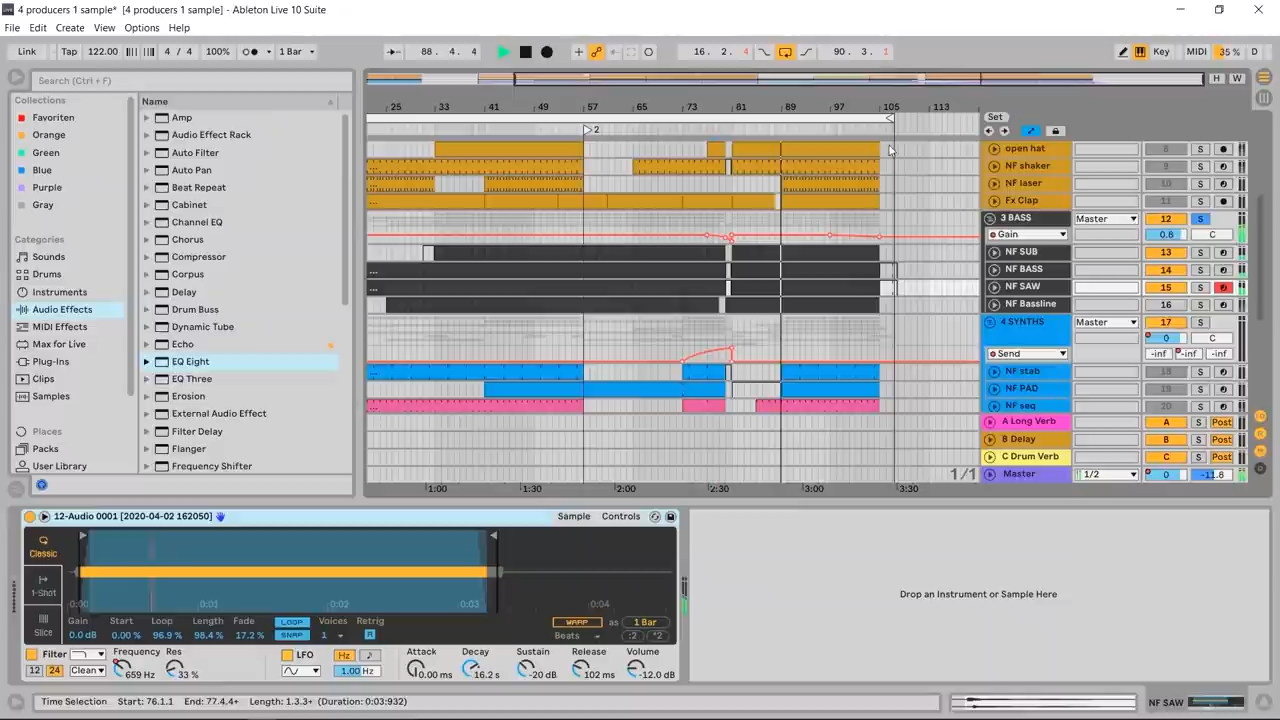 4 producers 1 sample* [4 producers 1 sample] - Ableton Live 10 Suite
File Edit Create View Options Help
Link Tap 122.00 4 / 4 100% 1 Bar 88. 4. 4 16. 2. 4 90. 3. 1 Key MIDI 35 % D
Search (Ctrl + F)
H W
Collections
Favoriten
Orange
Green
Blue
Purple
Gray
Categories
Sounds
Drums
Instruments
Audio Effects
MIDI Effects
Max for Live
Plug-Ins
Clips
Samples
Places
Packs
User Library
Name
Amp
Audio Effect Rack
Auto Filter
Auto Pan
Beat Repeat
Cabinet
Channel EQ
Chorus
Compressor
Corpus
Delay
Drum Buss
Dynamic Tube
Echo
EQ Eight
EQ Three
Erosion
External Audio Effect
Filter Delay
Flanger
Frequency Shifter
25 33 41 49 57 65 73 81 89 97 105 113
2
Set
open hat 8 S
NF shaker 9 S
NF laser 10 S
Fx Clap 11 S
3 BASS Master 12 S
Gain 0.8 C
NF SUB 13 S
NF BASS 14 S
NF SAW 15 S
NF Bassline 16 S
4 SYNTHS Master 17 S
0 C
Send -inf -inf -inf
NF stab 18 S
NF PAD 19 S
NF seq 20 S
A Long Verb A S Post
B Delay B S Post
C Drum Verb C S Post
Master 1/2 0 -11.8
1/1
1:00 1:30 2:00 2:30 3:00 3:30
12-Audio 0001 [2020-04-02 162050] Sample Controls
Classic
1-Shot
Slice
0:00 0:01 0:02 0:03 0:04
Gain Start Loop Length Fade LOOP Voices Retrig WARP as 1 Bar
0.0 dB 0.00 % 96.9 % 98.4 % 17.2 % SNAP 1 R Beats :2 *2
Filter Frequency Res LFO Hz Attack Decay Sustain Release Volume
12 24 Clean 659 Hz 33 % 1.00 Hz 0.00 ms 16.2 s -20 dB 102 ms -12.0 dB
Drop an Instrument or Sample Here
Time Selection Start: 76.1.1 End: 77.4.4+ Length: 1.3.3+ (Duration: 0:03:932)
NF SAW